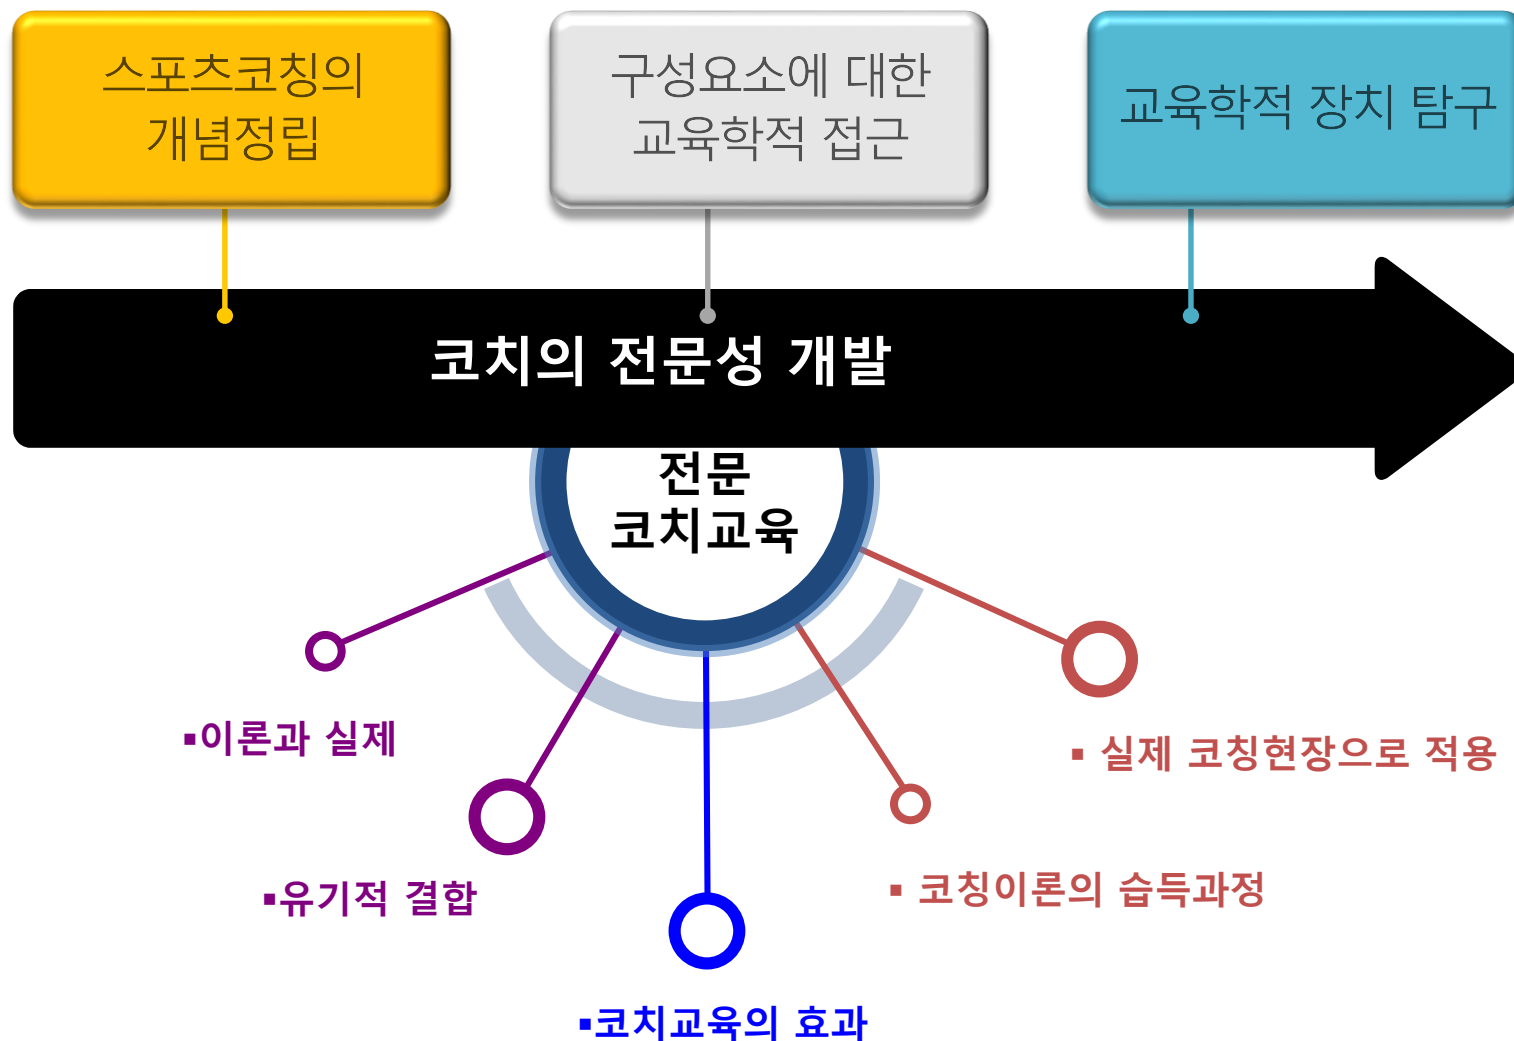 스포츠코칭의
개념정립
구성요소에 대한
교육학적 접근
교육학적 장치 탐구
코치의 전문성 개발
전문
코치교육
▪이론과 실제
▪ 실제 코칭현장으로 적용
▪유기적 결합
▪ 코칭이론의 습득과정
▪코치교육의 효과